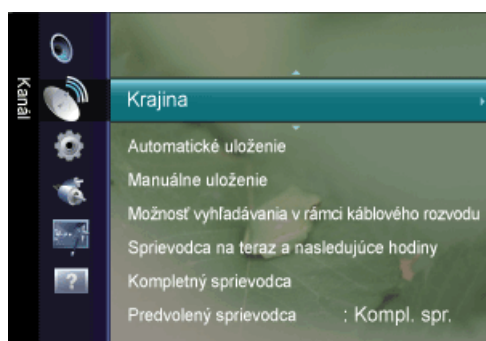 Kanál
Krajina
Automatické uloženie
Manuálne uloženie
Možnosť vyhľadávania v rámci káblového rozvodu
Sprievodca na teraz a nasledujúce hodiny
Kompletný sprievodca
Predvolený sprievodca : Kompl. spr.